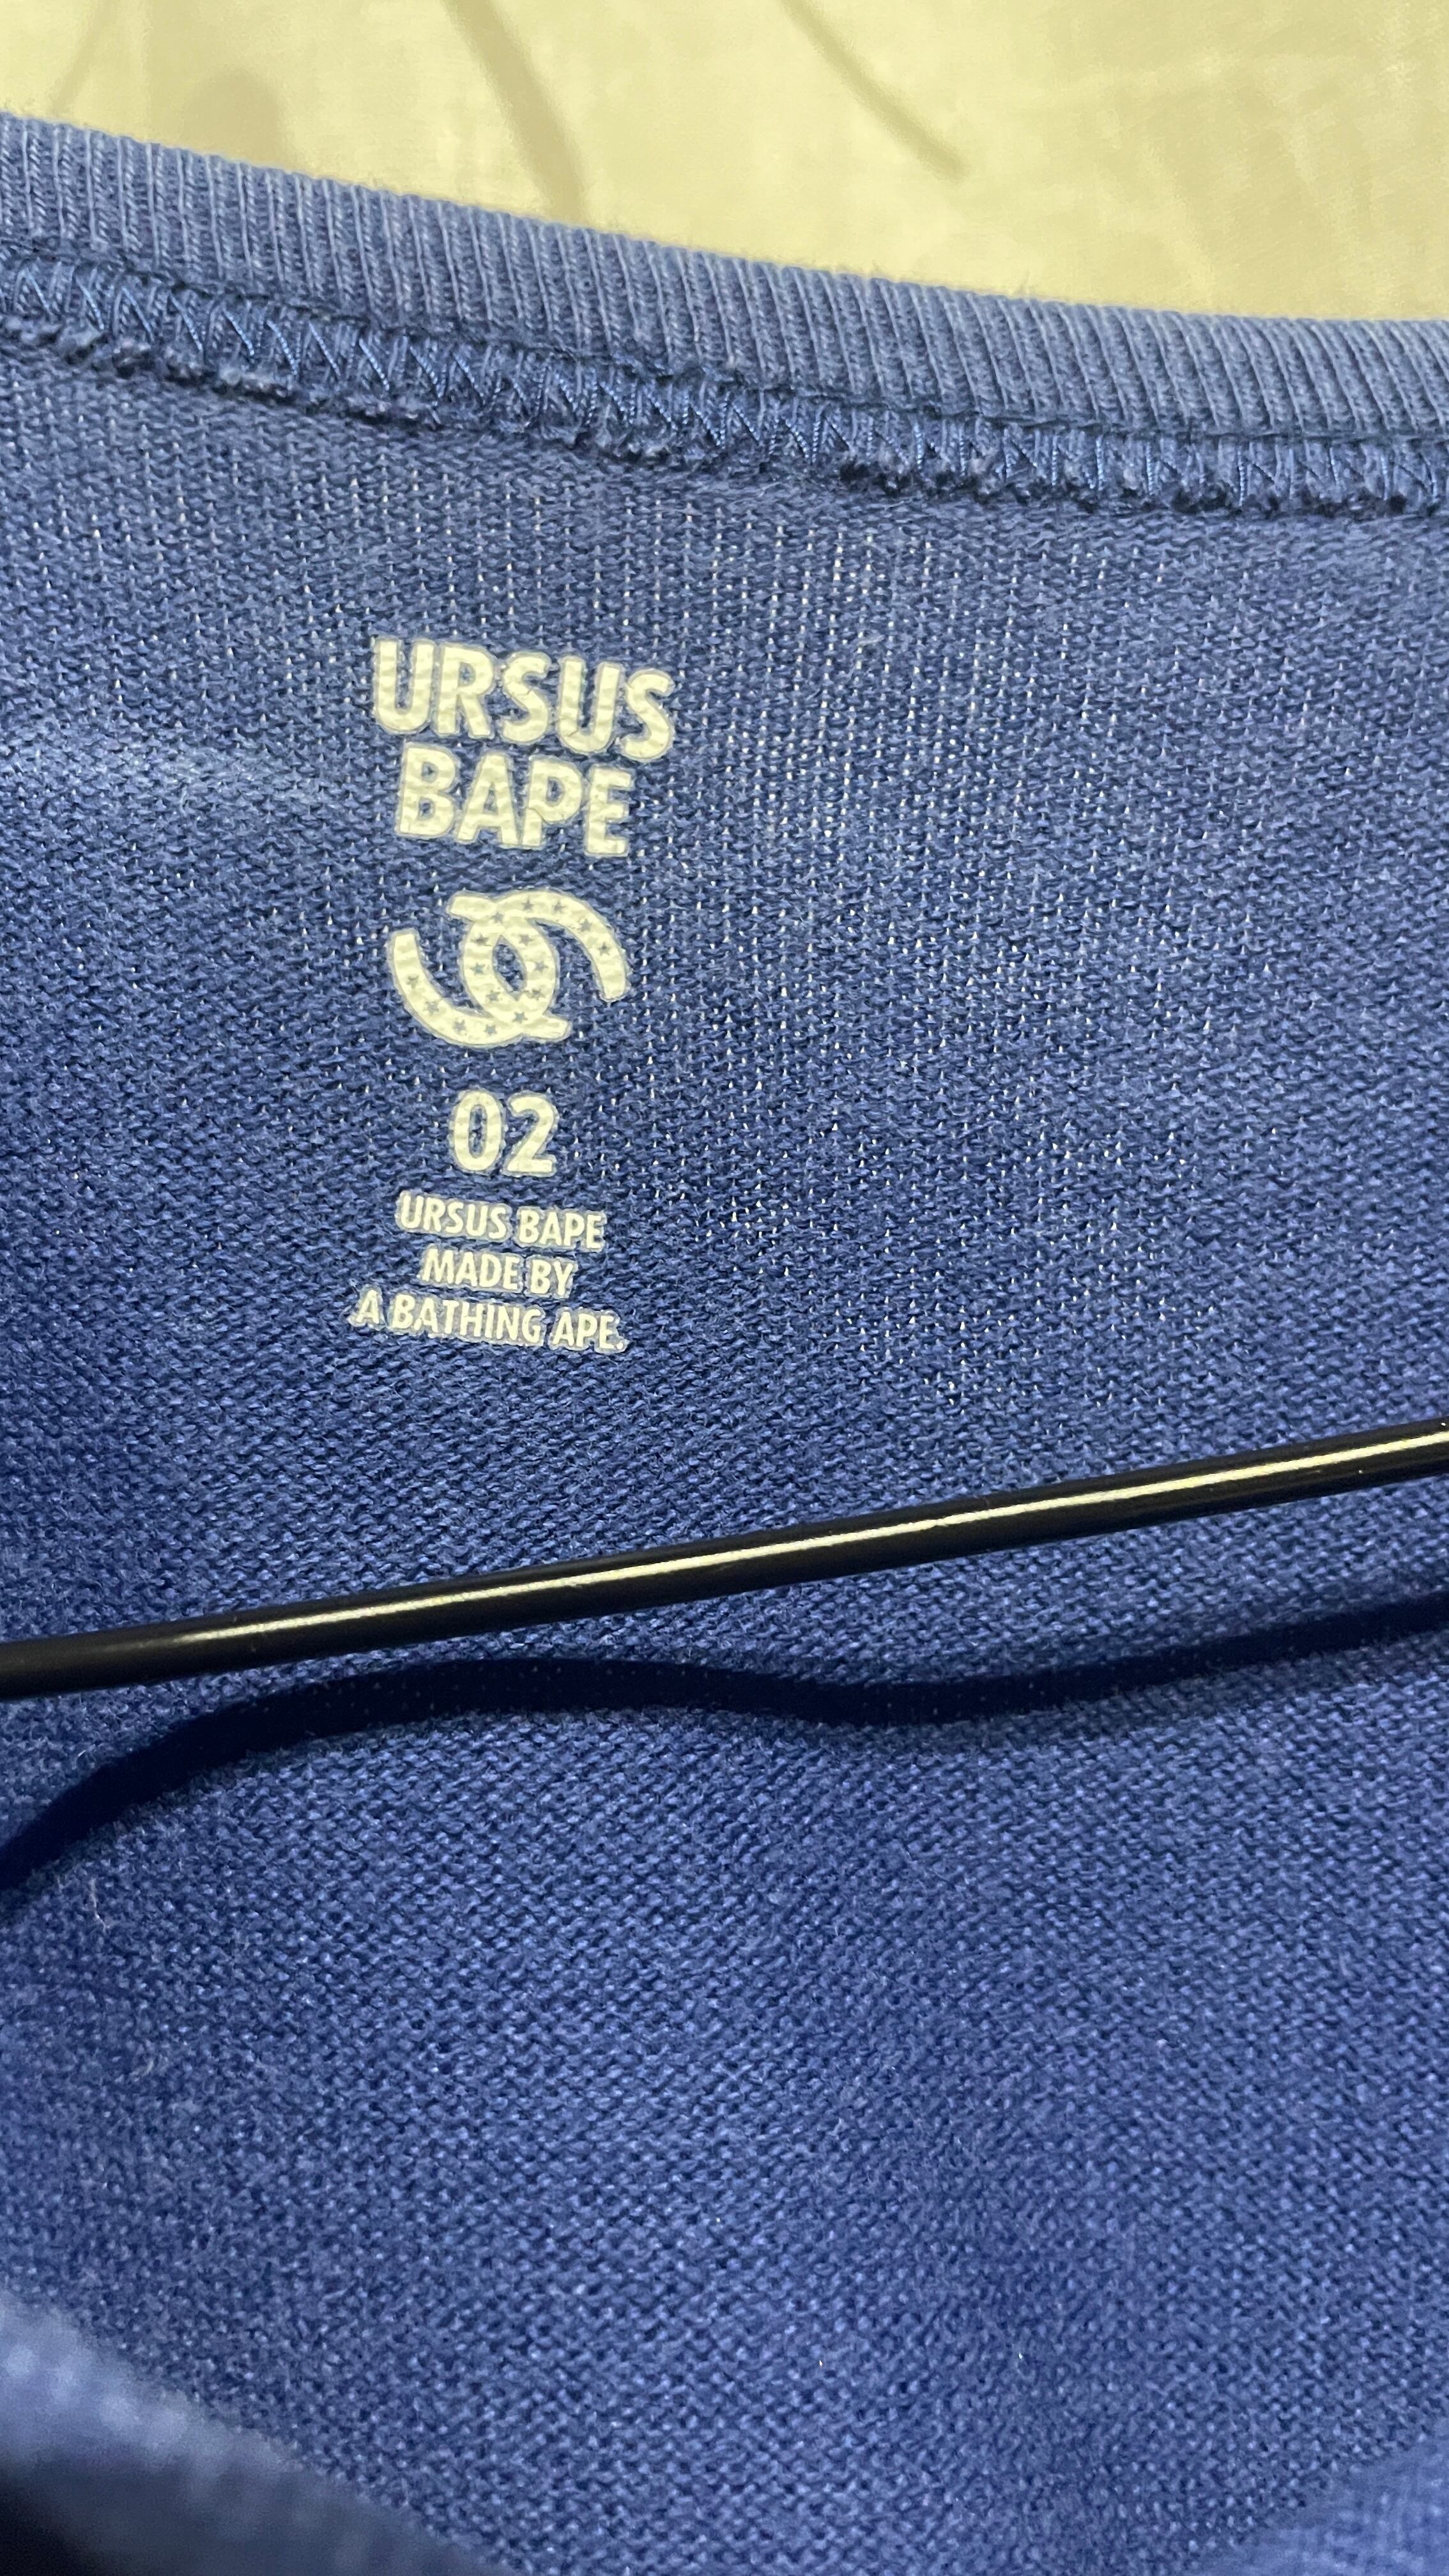 URSUS
BAPE
02
URSUS BAPE
MADE BY
A BATHING APE.